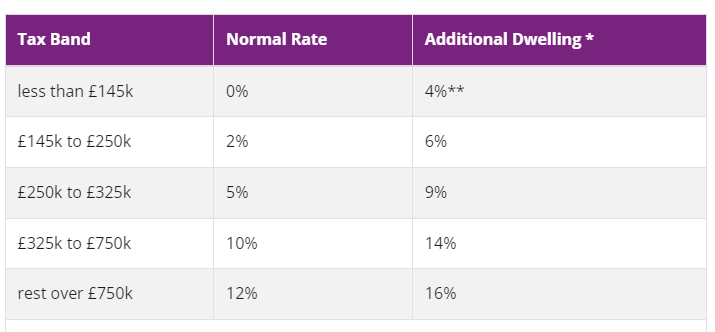 Tax Band Normal Rate Additional Dwelling *
less than £145k 0% 4%**
£145k to £250k 2% 6%
£250k to £325k 5% 9%
£325k to £750k 10% 14%
rest over £750k 12% 16%